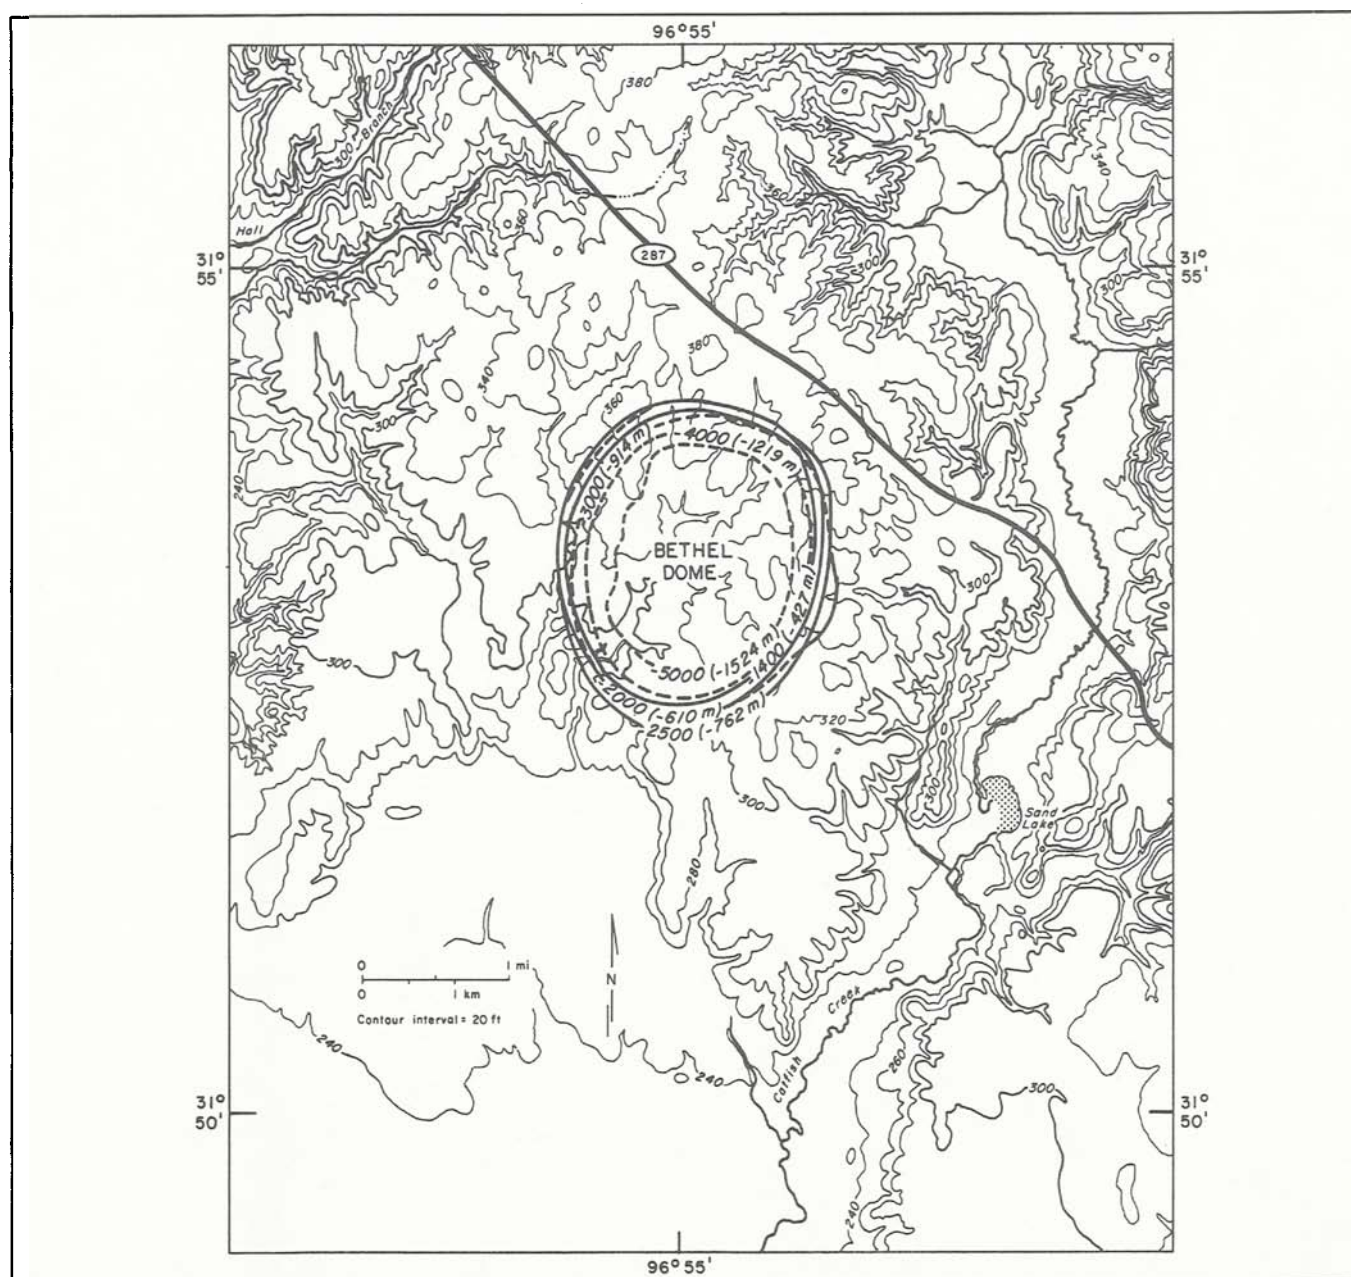 96° 55'
380
300
Branch
340
360
360
Hall
287
300
31°
55'
31°
55'
300
380
340
360
300
-4000 (-1219 m)
-3000 (-914 m)
240
BETHEL
DOME
300
300
-5000 (-1524 m)
-1400 (-427 m)
-2000 (-610 m)
-2500 (-762 m)
320
300
300
Sand
Lake
280
0 1 mi
0 1 km
N
Contour interval = 20 ft
Creek
Catfish
240
240
260
300
31°
50'
31°
50'
240
96° 55'